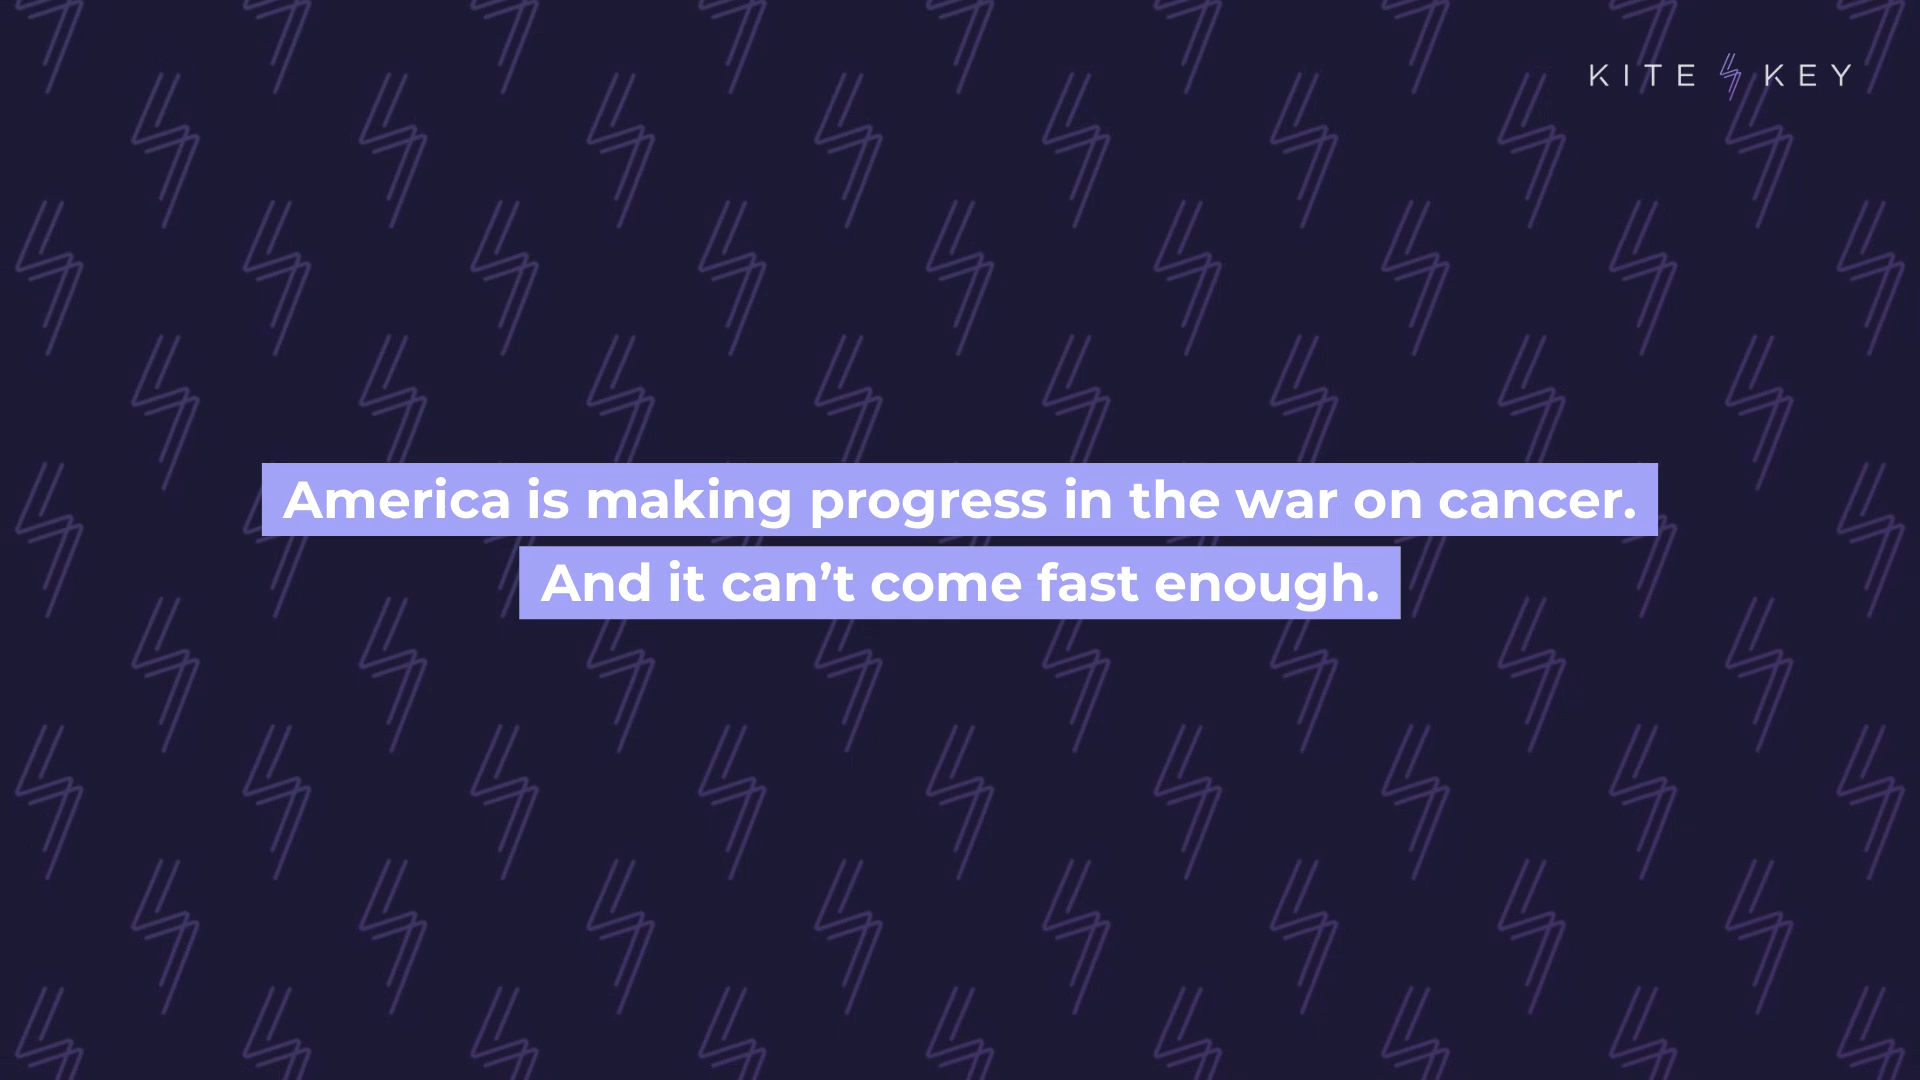 KITE KEY
America is making progress in the war on cancer.
And it can’t come fast enough.